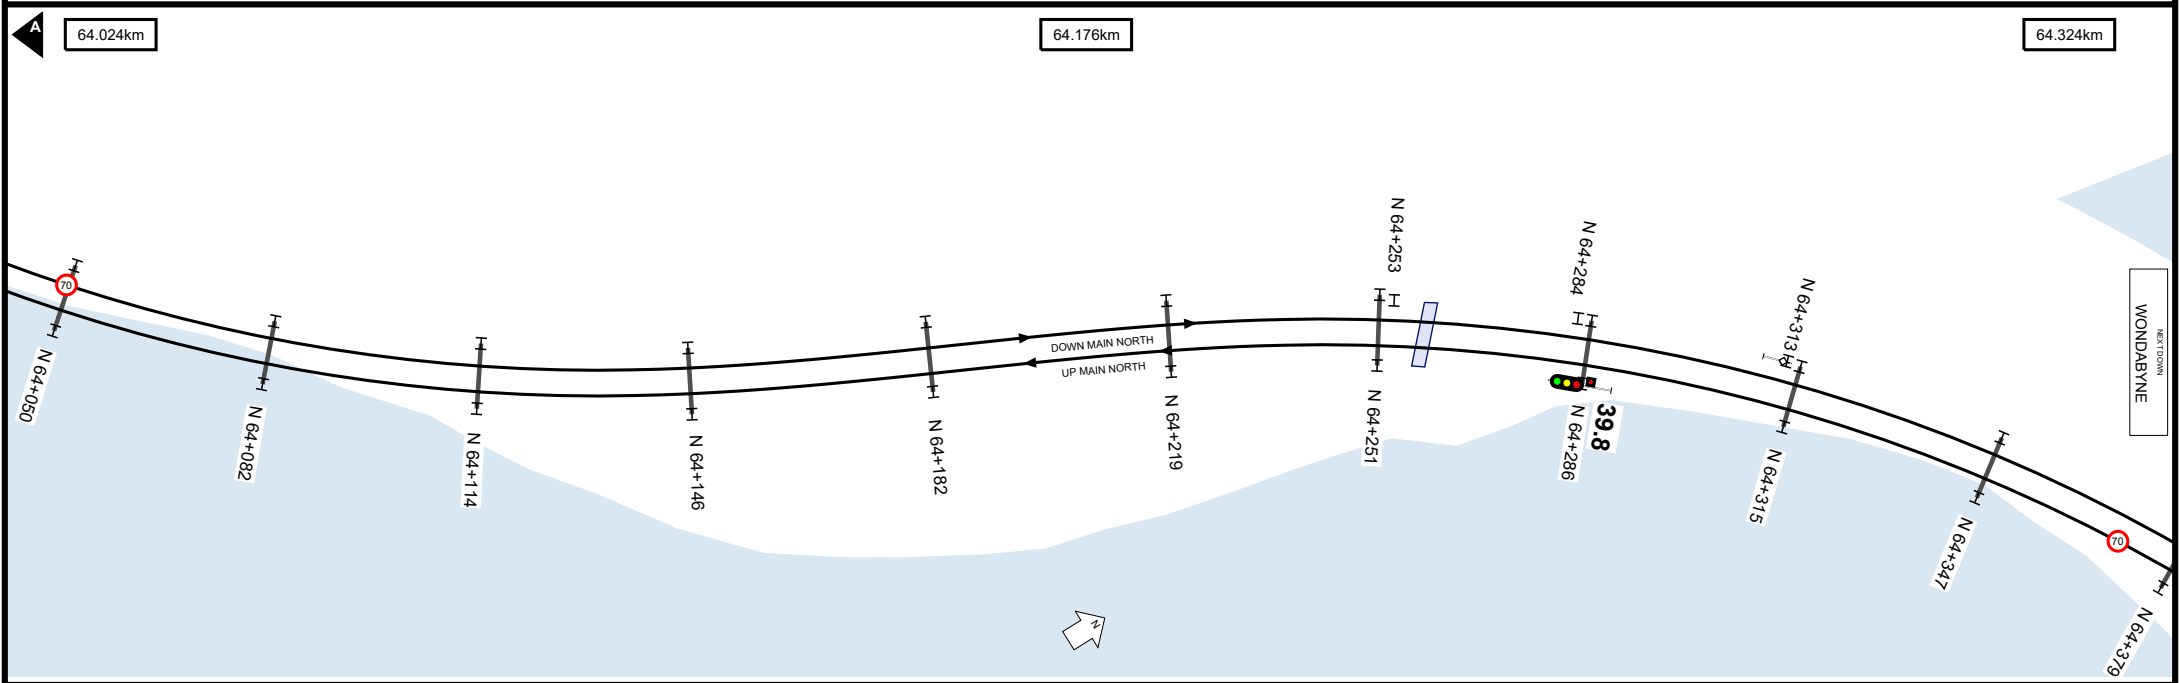 A
64.024km
64.176km
64.324km
N 64+253
N 64+284
N 64+313
70
DOWN MAIN NORTH
UP MAIN NORTH
NEXT DOWN
WONDABYNE
N 64+050
N 64+082
N 64+114
N 64+146
N 64+182
N 64+219
N 64+251
N 64+286
39.8
N 64+315
N 64+347
70
N 64+379
N